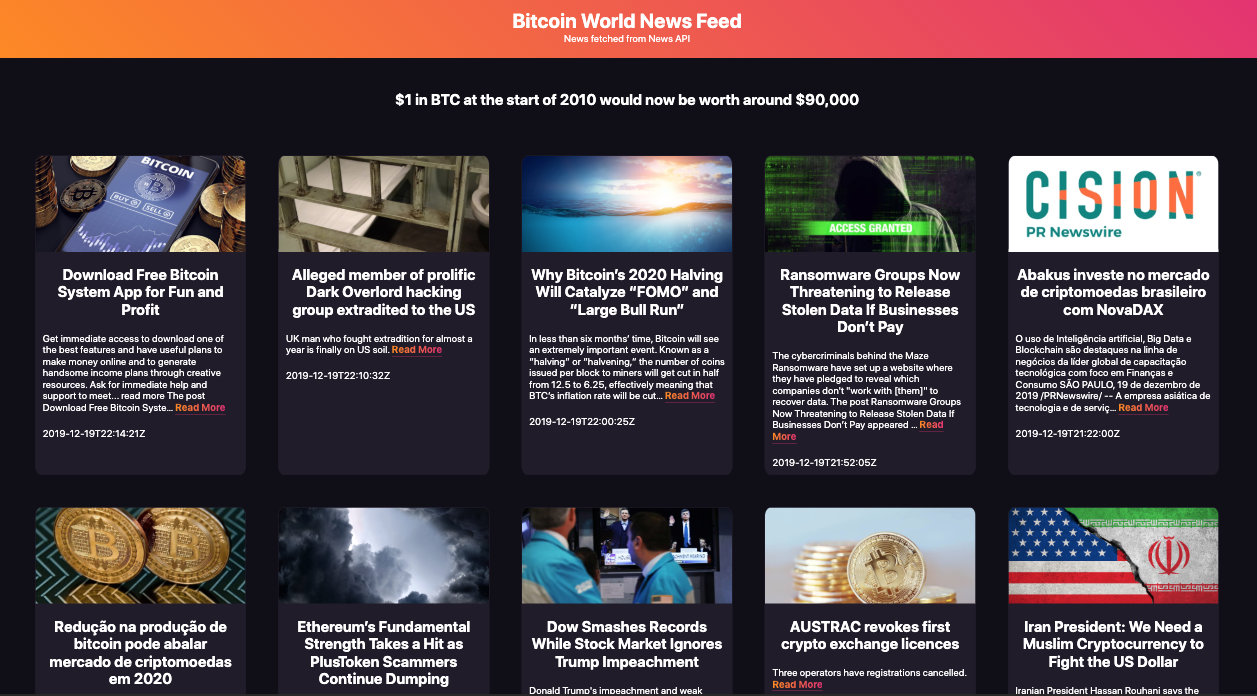 Bitcoin World News Feed
News fetched from News API
$1 in BTC at the start of 2010 would now be worth around $90,000
BITCOIN
BUY
SELL
Download Free Bitcoin
System App for Fun and
Profit
Get immediate access to download one of
the best features and have useful plans to
make money online and to generate
handsome income plans through creative
resources. Ask for immediate help and
support to meet... read more The post
Download Free Bitcoin Syste... Read More
2019-12-19T22:14:21Z
Alleged member of prolific
Dark Overlord hacking
group extradited to the US
UK man who fought extradition for almost a
year is finally on US soil. Read More
2019-12-19T22:10:32Z
Why Bitcoin’s 2020 Halving
Will Catalyze “FOMO” and
“Large Bull Run”
In less than six months’ time, Bitcoin will see
an extremely important event. Known as a
“halving” or “halvening,” the number of coins
issued per block to miners will get cut in half
from 12.5 to 6.25, effectively meaning that
BTC’s inflation rate will be cut... Read More
2019-12-19T22:00:25Z
ACCESS GRANTED
Ransomware Groups Now
Threatening to Release
Stolen Data If Businesses
Don’t Pay
The cybercriminals behind the Maze
Ransomware have set up a website where
they have pledged to reveal which
companies don't "work with [them]" to
recover data. The post Ransomware Groups
Now Threatening to Release Stolen Data If
Businesses Don’t Pay appeared ... Read
More
2019-12-19T21:52:05Z
CISION®
PR Newswire
Abakus investe no mercado
de criptomoedas brasileiro
com NovaDAX
O uso de Inteligência artificial, Big Data e
Blockchain são destaques na linha de
negócios da líder global de capacitação
tecnológica com foco em Finanças e
Consumo SÃO PAULO, 19 de dezembro de
2019 /PRNewswire/ -- A empresa asiática de
tecnologia e de serviç... Read More
2019-12-19T21:22:00Z
Redução na produção de
bitcoin pode abalar
mercado de criptomoedas
em 2020
Ethereum’s Fundamental
Strength Takes a Hit as
PlusToken Scammers
Continue Dumping
Dow Smashes Records
While Stock Market Ignores
Trump Impeachment
Donald Trump's impeachment and weak
AUSTRAC revokes first
crypto exchange licences
Three operators have registrations cancelled.
Read More
Iran President: We Need a
Muslim Cryptocurrency to
Fight the US Dollar
Iranian President Hassan Rouhani says the